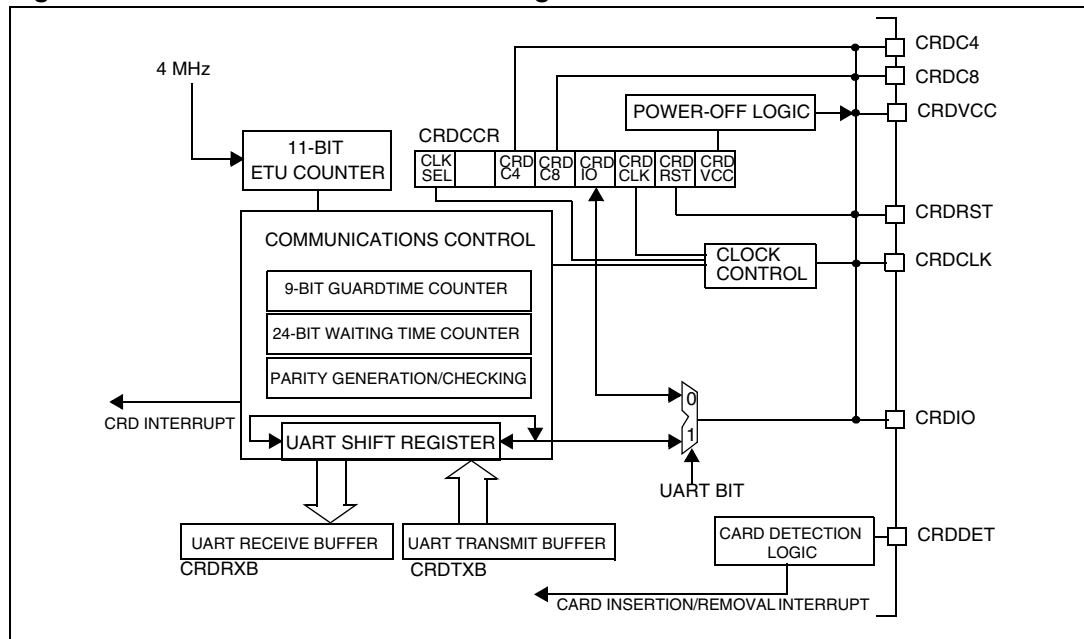 CRDC4
4 MHz
CRDC8
POWER-OFF LOGIC
CRDVCC
CRDCCR
11-BIT
ETU COUNTER
CLK
SEL
CRD
C4
CRD
C8
CRD
IO
CRD
CLK
CRD
RST
CRD
VCC
CRDRST
COMMUNICATIONS CONTROL
CLOCK
CONTROL
CRDCLK
9-BIT GUARDTIME COUNTER
24-BIT WAITING TIME COUNTER
PARITY GENERATION/CHECKING
0
1
CRDIO
CRD INTERRUPT
UART SHIFT REGISTER
UART BIT
UART RECEIVE BUFFER
UART TRANSMIT BUFFER
CARD DETECTION
LOGIC
CRDDET
CRDRXB
CRDTXB
CARD INSERTION/REMOVAL INTERRUPT